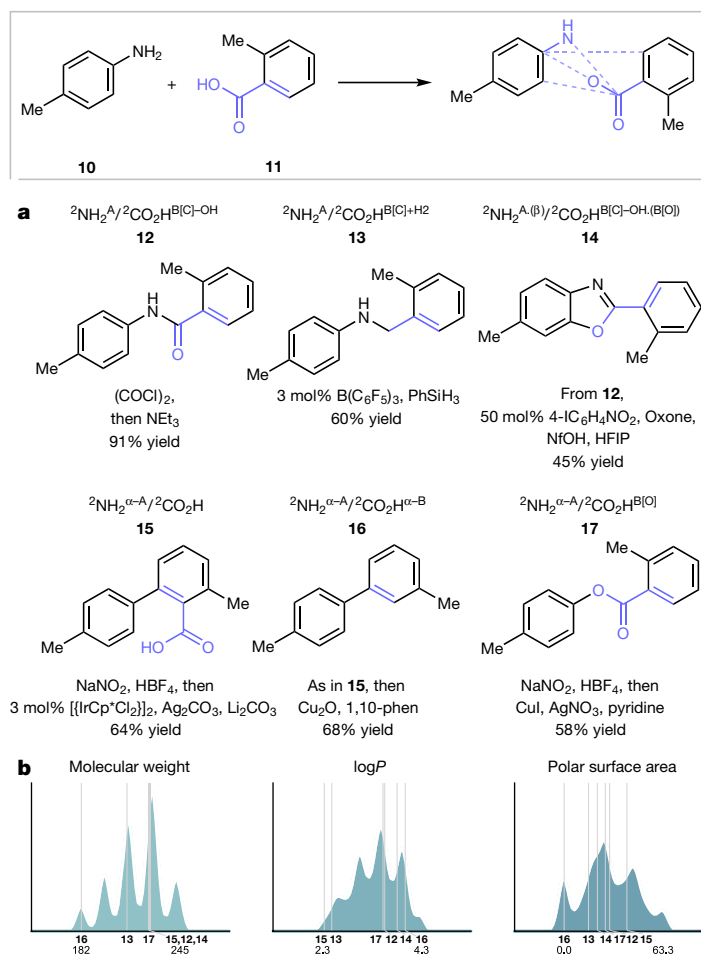 NH₂
Me
10
+
Me
HO
O
11
H
N
O
Me
O
Me
a
²NH₂ᴬ/²CO₂Hᴮ[C]–OH
12
Me
H
N
O
Me
(COCl)₂,
then NEt₃
91% yield
²NH₂ᴬ/²CO₂Hᴮ[C]+H2
13
Me
H
N
Me
3 mol% B(C₆F₅)₃, PhSiH₃
60% yield
²NH₂ᴬ·(β)/²CO₂Hᴮ[C]–OH.(B[O])
14
N
O
Me
Me
From 12,
50 mol% 4-IC₆H₄NO₂, Oxone,
NfOH, HFIP
45% yield
²NH₂α–A/²CO₂H
15
Me
Me
HO
O
NaNO₂, HBF₄, then
3 mol% [{IrCp*Cl₂}]₂, Ag₂CO₃, Li₂CO₃
64% yield
²NH₂α–A/²CO₂Hα–B
16
Me
Me
As in 15, then
Cu₂O, 1,10-phen
68% yield
²NH₂α–A/²CO₂HB[O]
17
Me
O
O
Me
NaNO₂, HBF₄, then
CuI, AgNO₃, pyridine
58% yield
b
Molecular weight
16 13 17 15,12,14
182 245
logP
15 13 17 12 14 16
2.3 4.3
Polar surface area
16 13 14 17 12 15
0.0 63.3